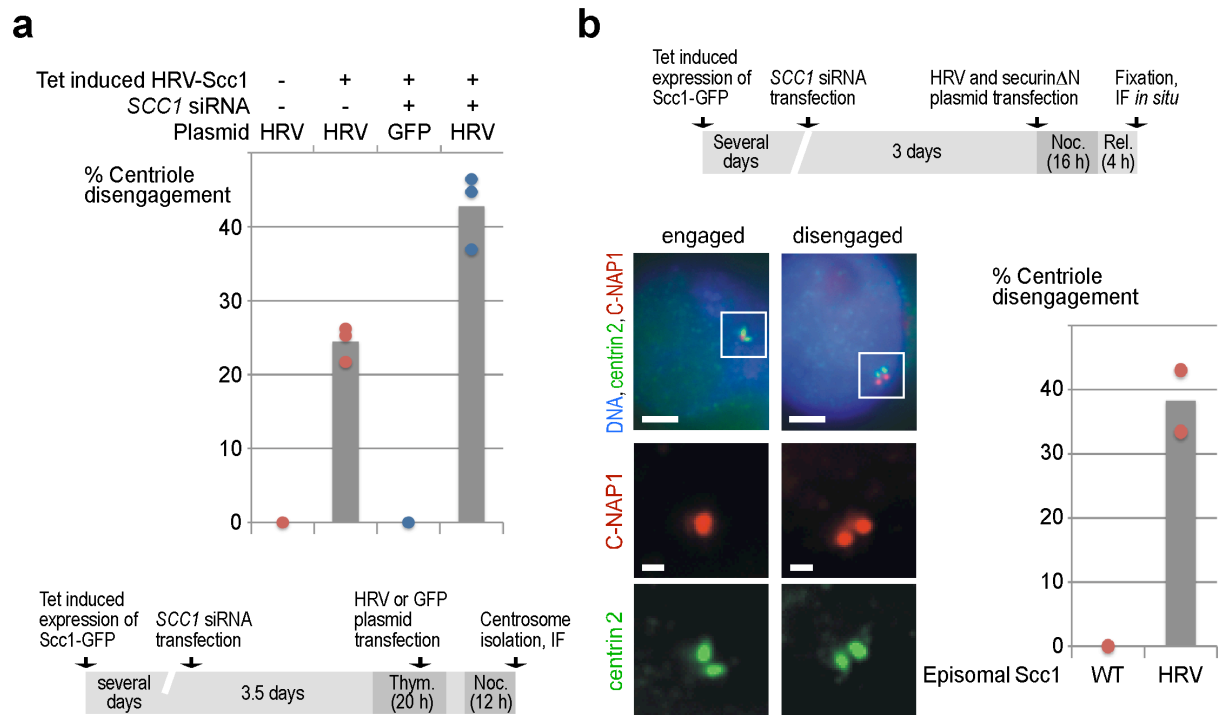 a
Tet induced HRV-Scc1 - + + +
SCC1 siRNA - - + +
Plasmid HRV HRV GFP HRV
% Centriole
disengagement
40
30
20
10
0
Tet induced
expression of
Scc1-GFP
SCC1 siRNA
transfection
HRV or GFP
plasmid
transfection
Centrosome
isolation, IF
several
days
3.5 days
Thym.
(20 h)
Noc.
(12 h)
b
Tet induced
expression of
Scc1-GFP
SCC1 siRNA
transfection
HRV and securinΔN
plasmid transfection
Fixation,
IF in situ
Several
days
3 days
Noc.
(16 h)
Rel.
(4 h)
engaged
disengaged
DNA, centrin 2, C-NAP1
C-NAP1
centrin 2
% Centriole
disengagement
40
30
20
10
0
Episomal Scc1 WT HRV